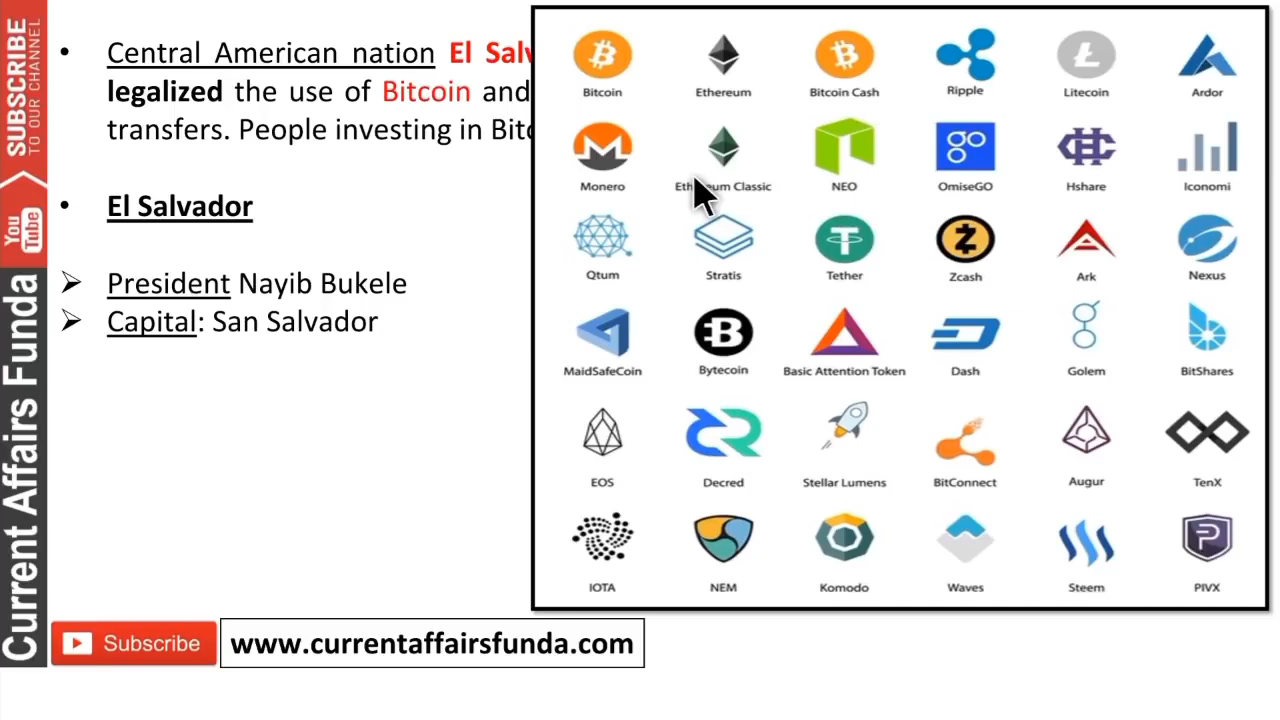 SUBSCRIBE
TO OUR CHANNEL
You
Tube
Current Affairs Funda
• Central American nation El Salv
legalized the use of Bitcoin and
transfers. People investing in Bitc
• El Salvador
➢ President Nayib Bukele
➢ Capital: San Salvador
Bitcoin Ethereum Bitcoin Cash Ripple Litecoin Ardor
Monero Ethereum Classic NEO OmiseGO Hshare Iconomi
Qtum Stratis Tether Zcash Ark Nexus
MaidSafeCoin Bytecoin Basic Attention Token Dash Golem BitShares
EOS Decred Stellar Lumens BitConnect Augur TenX
IOTA NEM Komodo Waves Steem PIVX
Subscribe
www.currentaffairsfunda.com